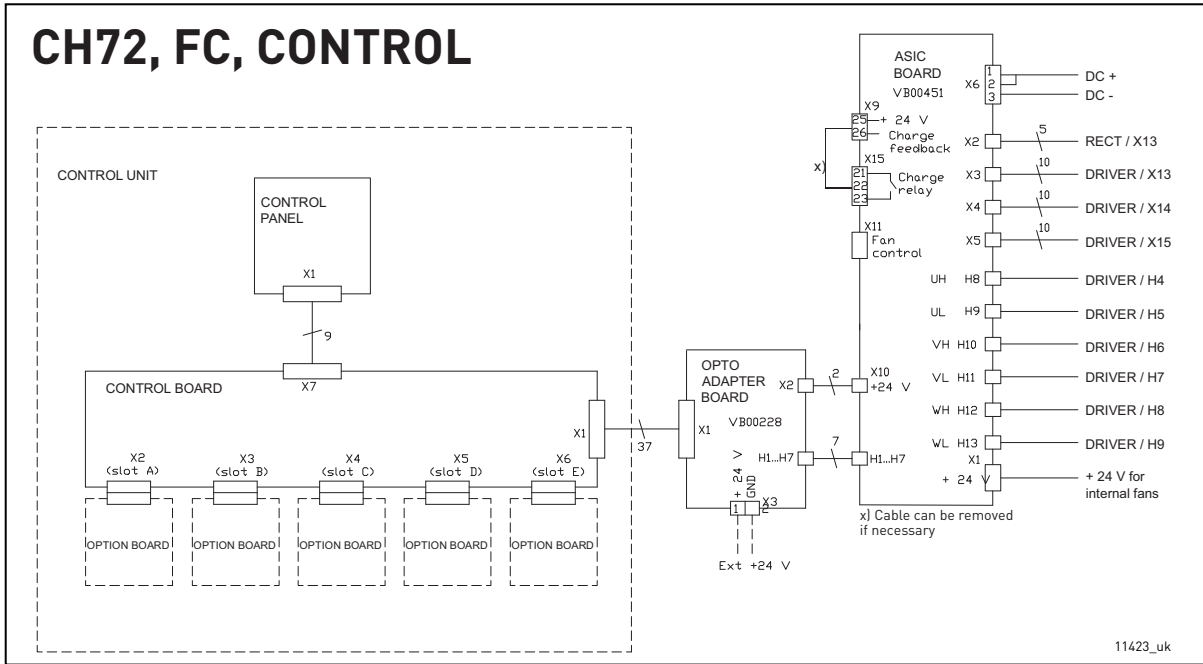 CH72, FC, CONTROL
CONTROL UNIT
CONTROL
PANEL
X1
9
X7
CONTROL BOARD
X1
37
X2
(slot A)
X3
(slot B)
X4
(slot C)
X5
(slot D)
X6
(slot E)
OPTION BOARD
OPTION BOARD
OPTION BOARD
OPTION BOARD
OPTION BOARD
OPTO
ADAPTER
BOARD
VB00228
X1
X2
2
H1...H7
7
+ 24 V
GND
X3
1 2
Ext +24 V
ASIC
BOARD
VB00451
X9
25 + 24 V
26 Charge
feedback
x)
X15
21
22
23
Charge
relay
X11
Fan
control
X10
+24 V
H1...H7
X6
1
2
3
DC +
DC -
X2 5 RECT / X13
X3 10 DRIVER / X13
X4 10 DRIVER / X14
X5 10 DRIVER / X15
UH H8 DRIVER / H4
UL H9 DRIVER / H5
VH H10 DRIVER / H6
VL H11 DRIVER / H7
WH H12 DRIVER / H8
WL H13 DRIVER / H9
X1
+ 24 V
+ 24 V for
internal fans
x) Cable can be removed
if necessary
11423_uk